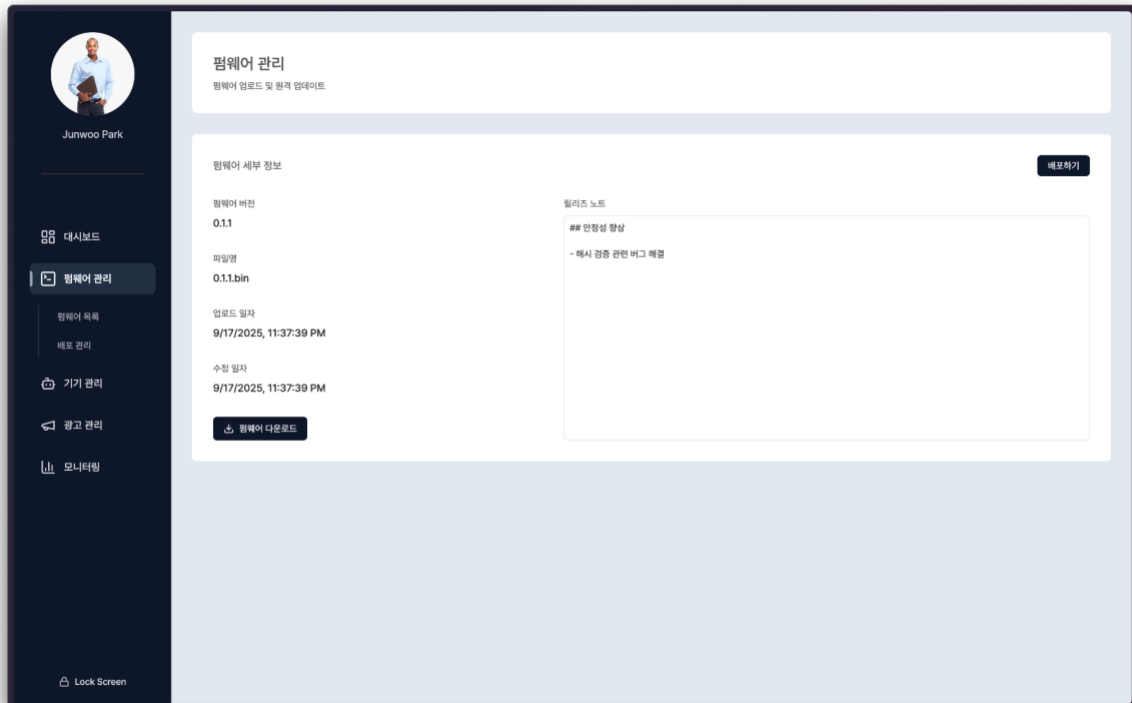 Junwoo Park
대시보드
펌웨어 관리
펌웨어 목록
배포 관리
기기 관리
광고 관리
모니터링
Lock Screen
펌웨어 관리
펌웨어 업로드 및 원격 업데이트
펌웨어 세부 정보
배포하기
펌웨어 버전
0.1.1
파일명
0.1.1.bin
업로드 일자
9/17/2025, 11:37:39 PM
수정 일자
9/17/2025, 11:37:39 PM
펌웨어 다운로드
릴리즈 노트
## 안정성 향상
- 해시 검증 관련 버그 해결